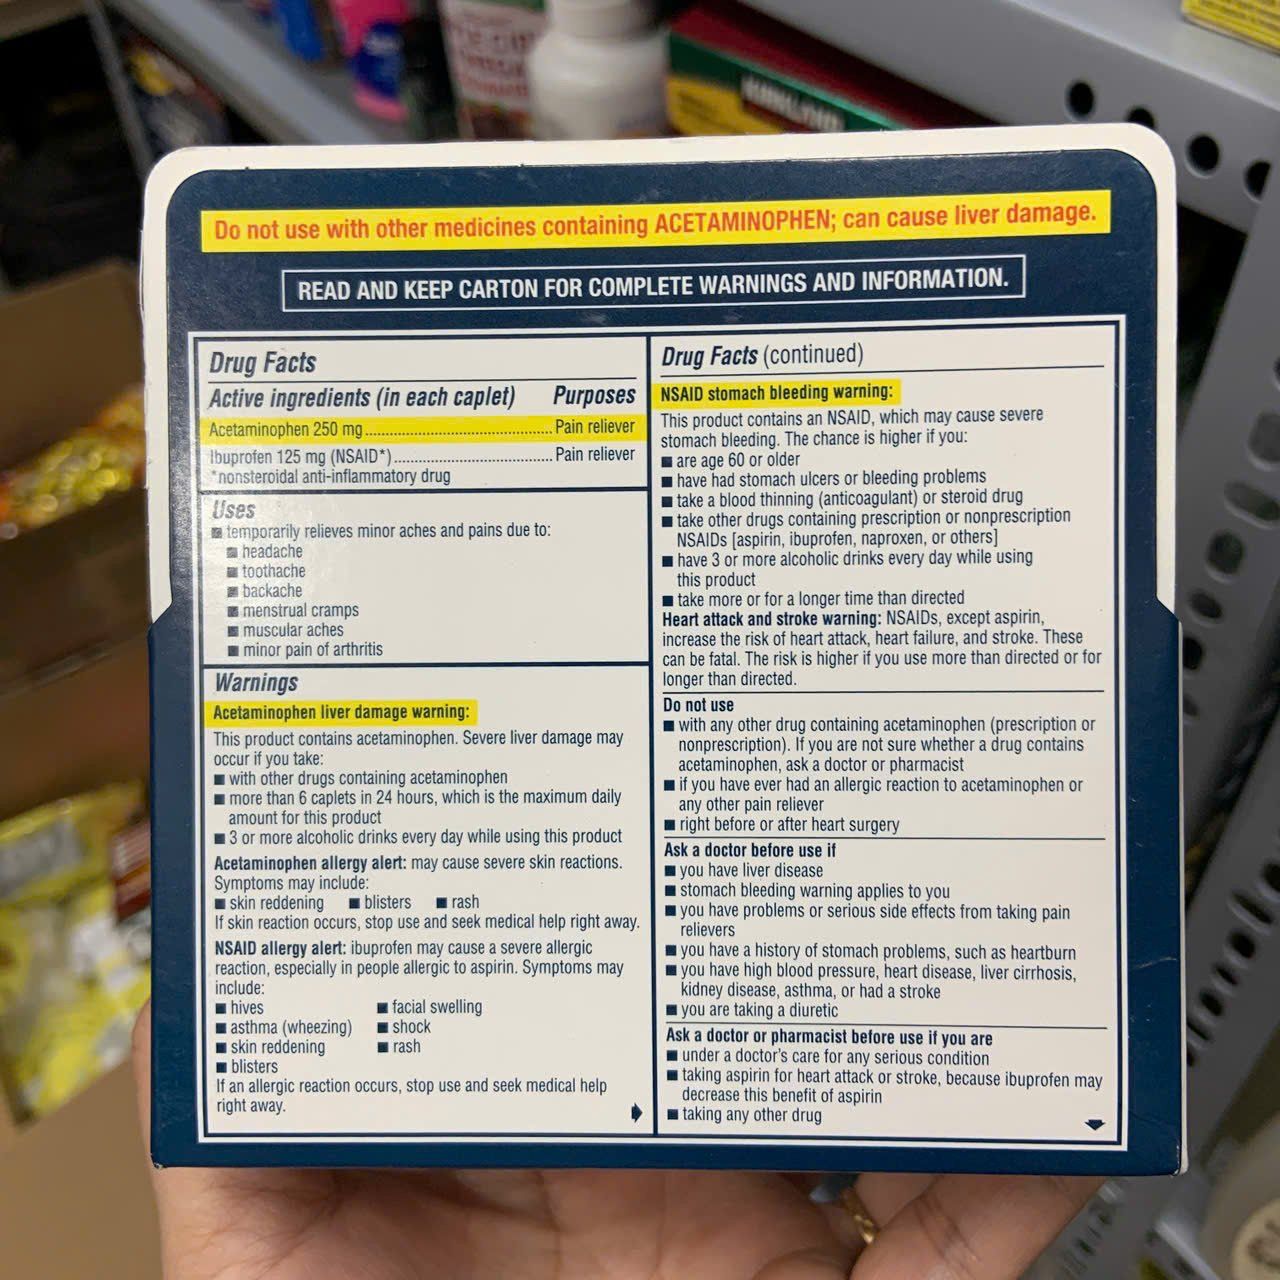 KIRKLAND
Do not use with other medicines containing ACETAMINOPHEN; can cause liver damage.
READ AND KEEP CARTON FOR COMPLETE WARNINGS AND INFORMATION.
Drug Facts
Active ingredients (in each caplet) Purposes
Acetaminophen 250 mg.......................................... Pain reliever
Ibuprofen 125 mg (NSAID*).................................... Pain reliever
*nonsteroidal anti-inflammatory drug
Uses
■ temporarily relieves minor aches and pains due to:
■ headache
■ toothache
■ backache
■ menstrual cramps
■ muscular aches
■ minor pain of arthritis
Warnings
Acetaminophen liver damage warning:
This product contains acetaminophen. Severe liver damage may
occur if you take:
■ with other drugs containing acetaminophen
■ more than 6 caplets in 24 hours, which is the maximum daily
amount for this product
■ 3 or more alcoholic drinks every day while using this product
Acetaminophen allergy alert: may cause severe skin reactions.
Symptoms may include:
■ skin reddening ■ blisters ■ rash
If skin reaction occurs, stop use and seek medical help right away.
NSAID allergy alert: ibuprofen may cause a severe allergic
reaction, especially in people allergic to aspirin. Symptoms may
include:
■ hives ■ facial swelling
■ asthma (wheezing) ■ shock
■ skin reddening ■ rash
■ blisters
If an allergic reaction occurs, stop use and seek medical help
right away.
Drug Facts (continued)
NSAID stomach bleeding warning:
This product contains an NSAID, which may cause severe
stomach bleeding. The chance is higher if you:
■ are age 60 or older
■ have had stomach ulcers or bleeding problems
■ take a blood thinning (anticoagulant) or steroid drug
■ take other drugs containing prescription or nonprescription
NSAIDs [aspirin, ibuprofen, naproxen, or others]
■ have 3 or more alcoholic drinks every day while using
this product
■ take more or for a longer time than directed
Heart attack and stroke warning: NSAIDs, except aspirin,
increase the risk of heart attack, heart failure, and stroke. These
can be fatal. The risk is higher if you use more than directed or for
longer than directed.
Do not use
■ with any other drug containing acetaminophen (prescription or
nonprescription). If you are not sure whether a drug contains
acetaminophen, ask a doctor or pharmacist
■ if you have ever had an allergic reaction to acetaminophen or
any other pain reliever
■ right before or after heart surgery
Ask a doctor before use if
■ you have liver disease
■ stomach bleeding warning applies to you
■ you have problems or serious side effects from taking pain
relievers
■ you have a history of stomach problems, such as heartburn
■ you have high blood pressure, heart disease, liver cirrhosis,
kidney disease, asthma, or had a stroke
■ you are taking a diuretic
Ask a doctor or pharmacist before use if you are
■ under a doctor's care for any serious condition
■ taking aspirin for heart attack or stroke, because ibuprofen may
decrease this benefit of aspirin
■ taking any other drug